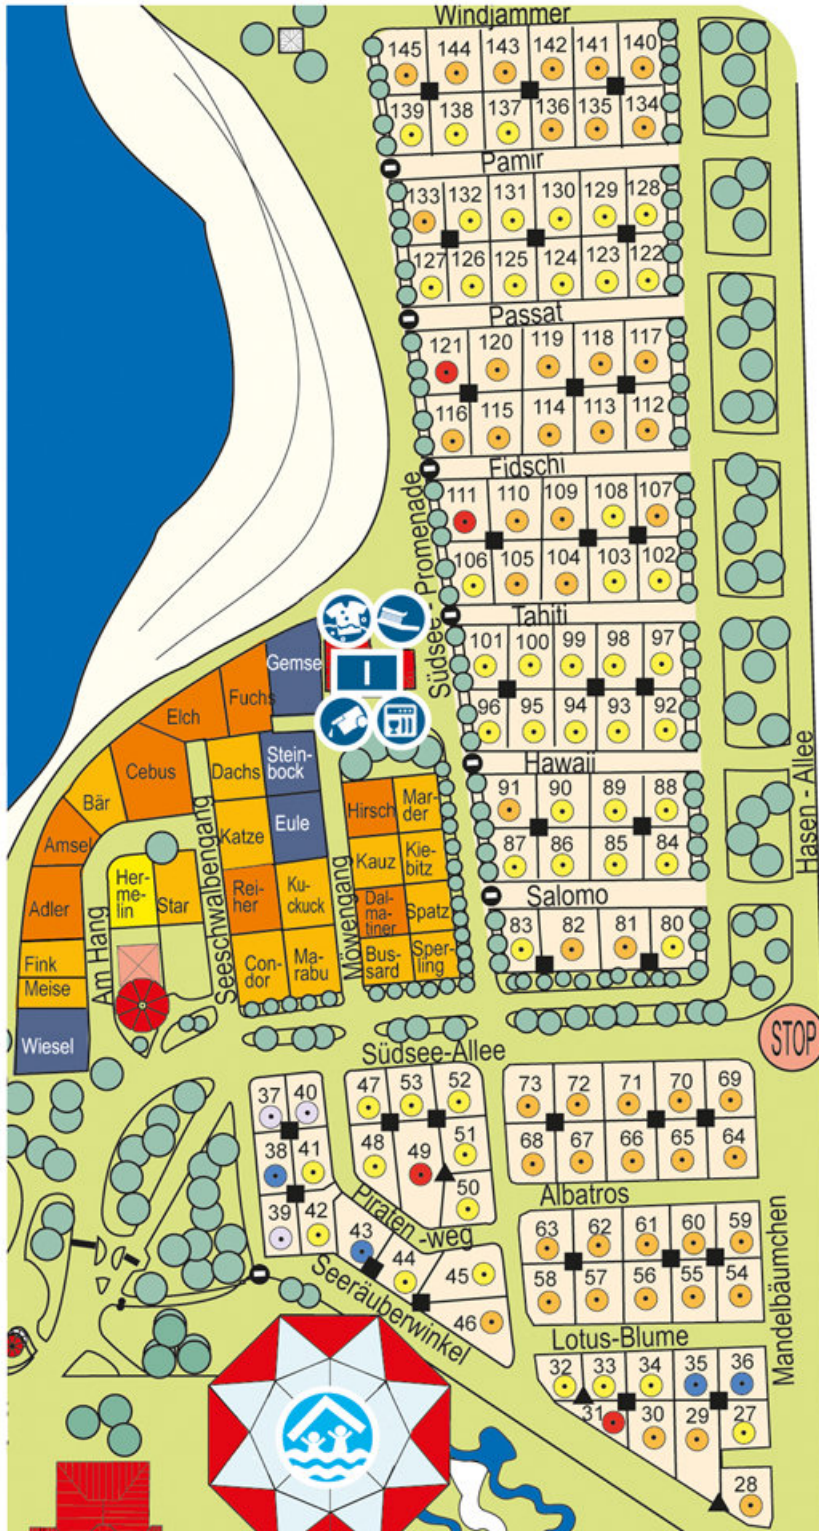 Windjammer
145 144 143 142 141 140
139 138 137 136 135 134
Pamir
133 132 131 130 129 128
127 126 125 124 123 122
Passat
121 120 119 118 117
116 115 114 113 112
Fidschi
111 110 109 108 107
106 105 104 103 102
Südsee - Promenade
Tahiti
101 100 99 98 97
96 95 94 93 92
Hawaii
91 90 89 88
87 86 85 84
Salomo
83 82 81 80
Hasen - Allee
I
Gemse
Fuchs
Elch
Cebus
Bär
Amsel
Adler
Fink
Meise
Wiesel
Am Hang
Her-
me-
lin
Star
Seeschwalbengang
Dachs
Stein-
bock
Katze
Eule
Rei-
her
Ku-
ckuck
Con-
dor
Ma-
rabu
Möwengang
Hirsch
Mar-
der
Kauz
Kie-
bitz
Dal-
ma-
tiner
Spatz
Bus-
sard
Sper-
ling
STOP
Südsee-Allee
37 40
38 41
39 42
47 53 52
48 49 51
50
73 72 71 70 69
68 67 66 65 64
Albatros
63 62 61 60 59
58 57 56 55 54
Piraten -weg
43 44 45
46
Seeräuberwinkel
Mandelbäumchen
Lotus-Blume
32 33 34 35 36
31 30 29 27
28